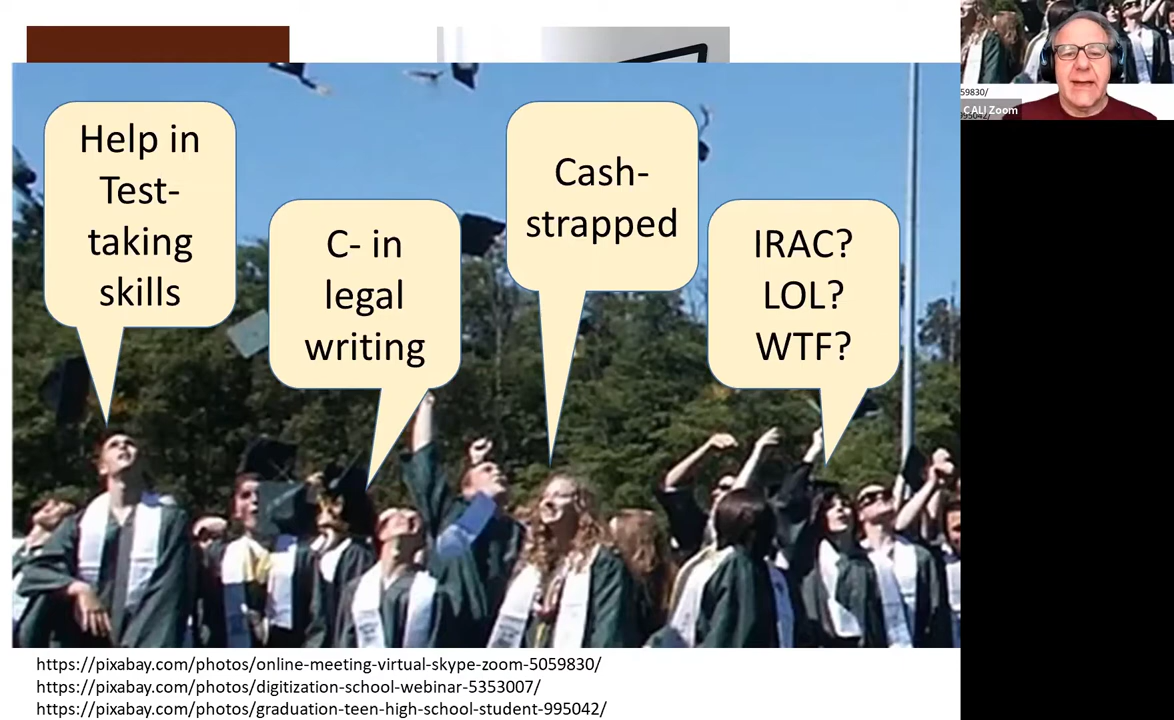 Help in
Test-
taking
skills
C- in
legal
writing
Cash-
strapped
IRAC?
LOL?
WTF?
59830/
CALI Zoom
995042/
https://pixabay.com/photos/online-meeting-virtual-skype-zoom-5059830/
https://pixabay.com/photos/digitization-school-webinar-5353007/
https://pixabay.com/photos/graduation-teen-high-school-student-995042/